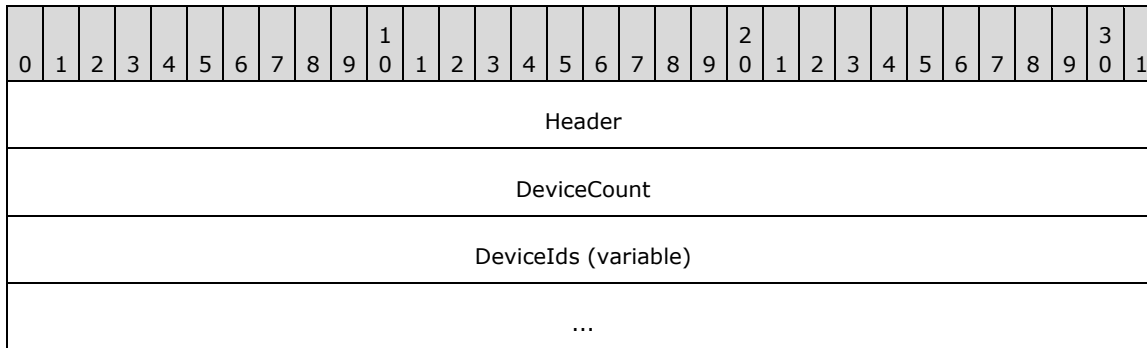 1 2 3
0 1 2 3 4 5 6 7 8 9 0 1 2 3 4 5 6 7 8 9 0 1 2 3 4 5 6 7 8 9 0 1
Header
DeviceCount
DeviceIds (variable)
...